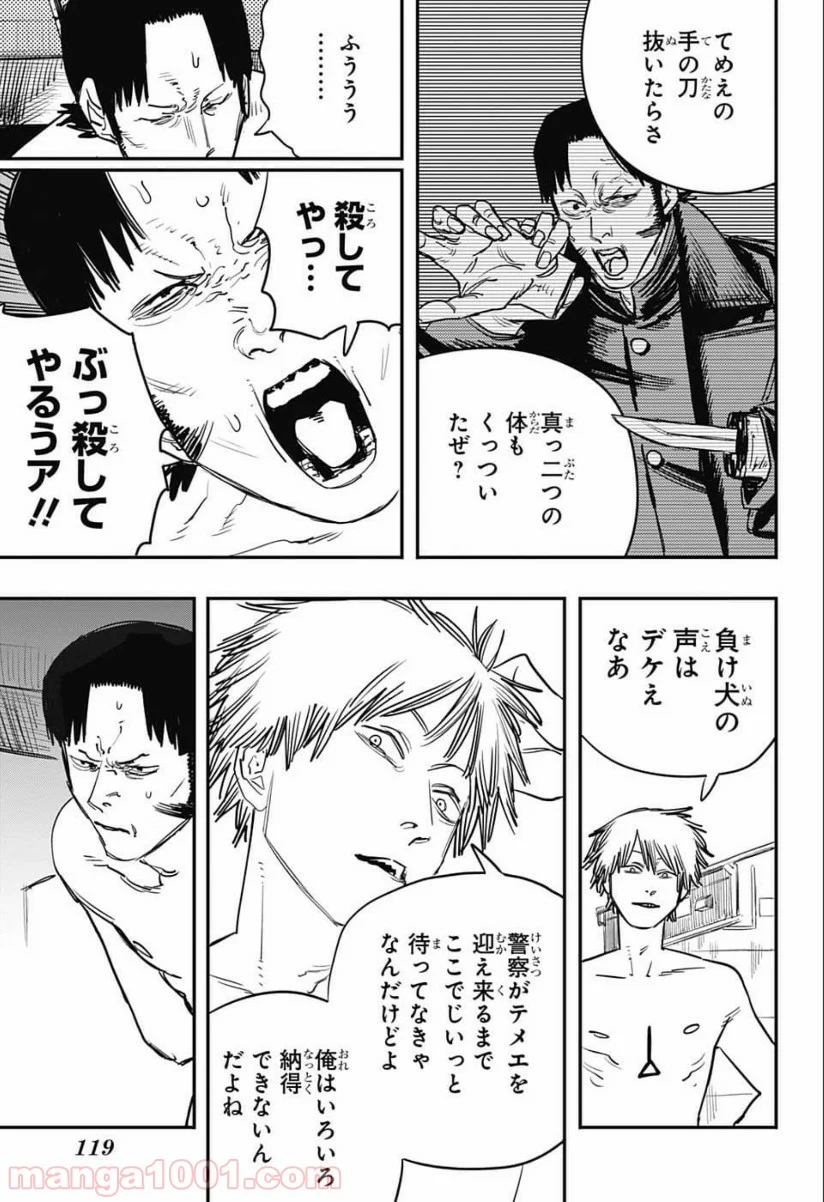 てめえの
手の刀
抜いたらさ
真っ二つの
体も
くっつい
たぜ？
ふううう
………
殺して
やっ…
ぶっ殺して
やるうア!!
負け犬の
声は
デケえ
なあ
警察がテメエを
迎え来るまで
ここでじいっと
待ってなきゃ
なんだけどよ
俺はいろいろ
納得
できないん
だよね
119
manga1001.com